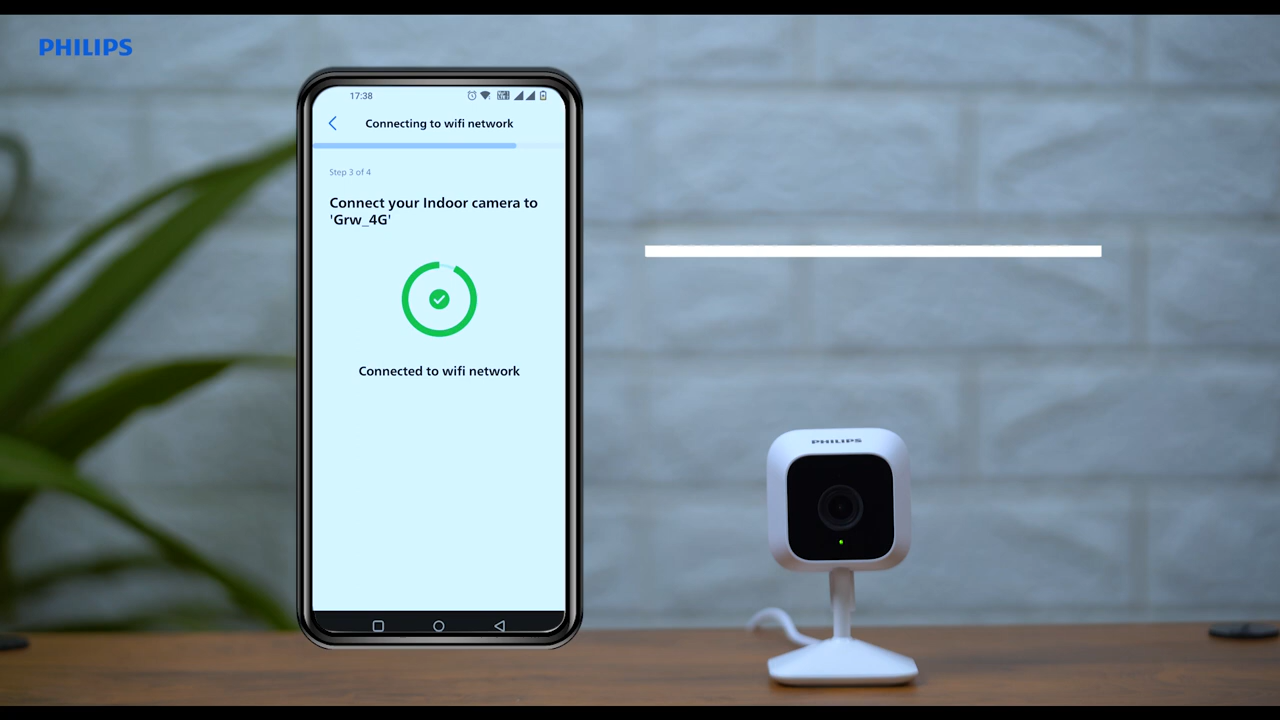 PHILIPS
17:38
Connecting to wifi network
Step 3 of 4
Connect your Indoor camera to
'Grw_4G'
Connected to wifi network
PHILIPS